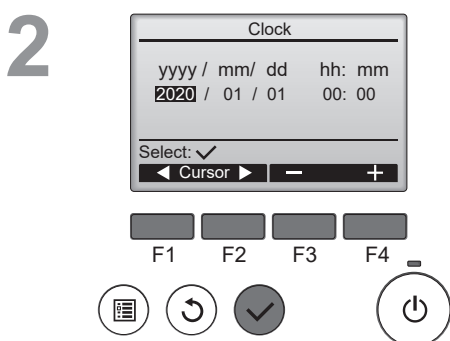 2
Clock
yyyy / mm/ dd hh: mm
2020 / 01 / 01 00: 00
Select: ✓
◀ Cursor ▶ − +
F1 F2 F3 F4